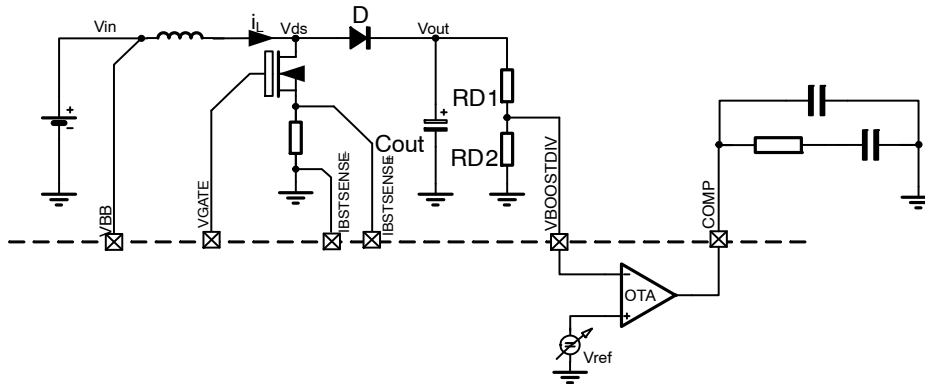 Vin
iL
Vds
D
Vout
RD1
Cout
RD2
VBB
VGATE
IBSTSENSE-
IBSTSENSE+
VBOOSTDIV
COMP
OTA
Vref
+
-
+
-
+
=